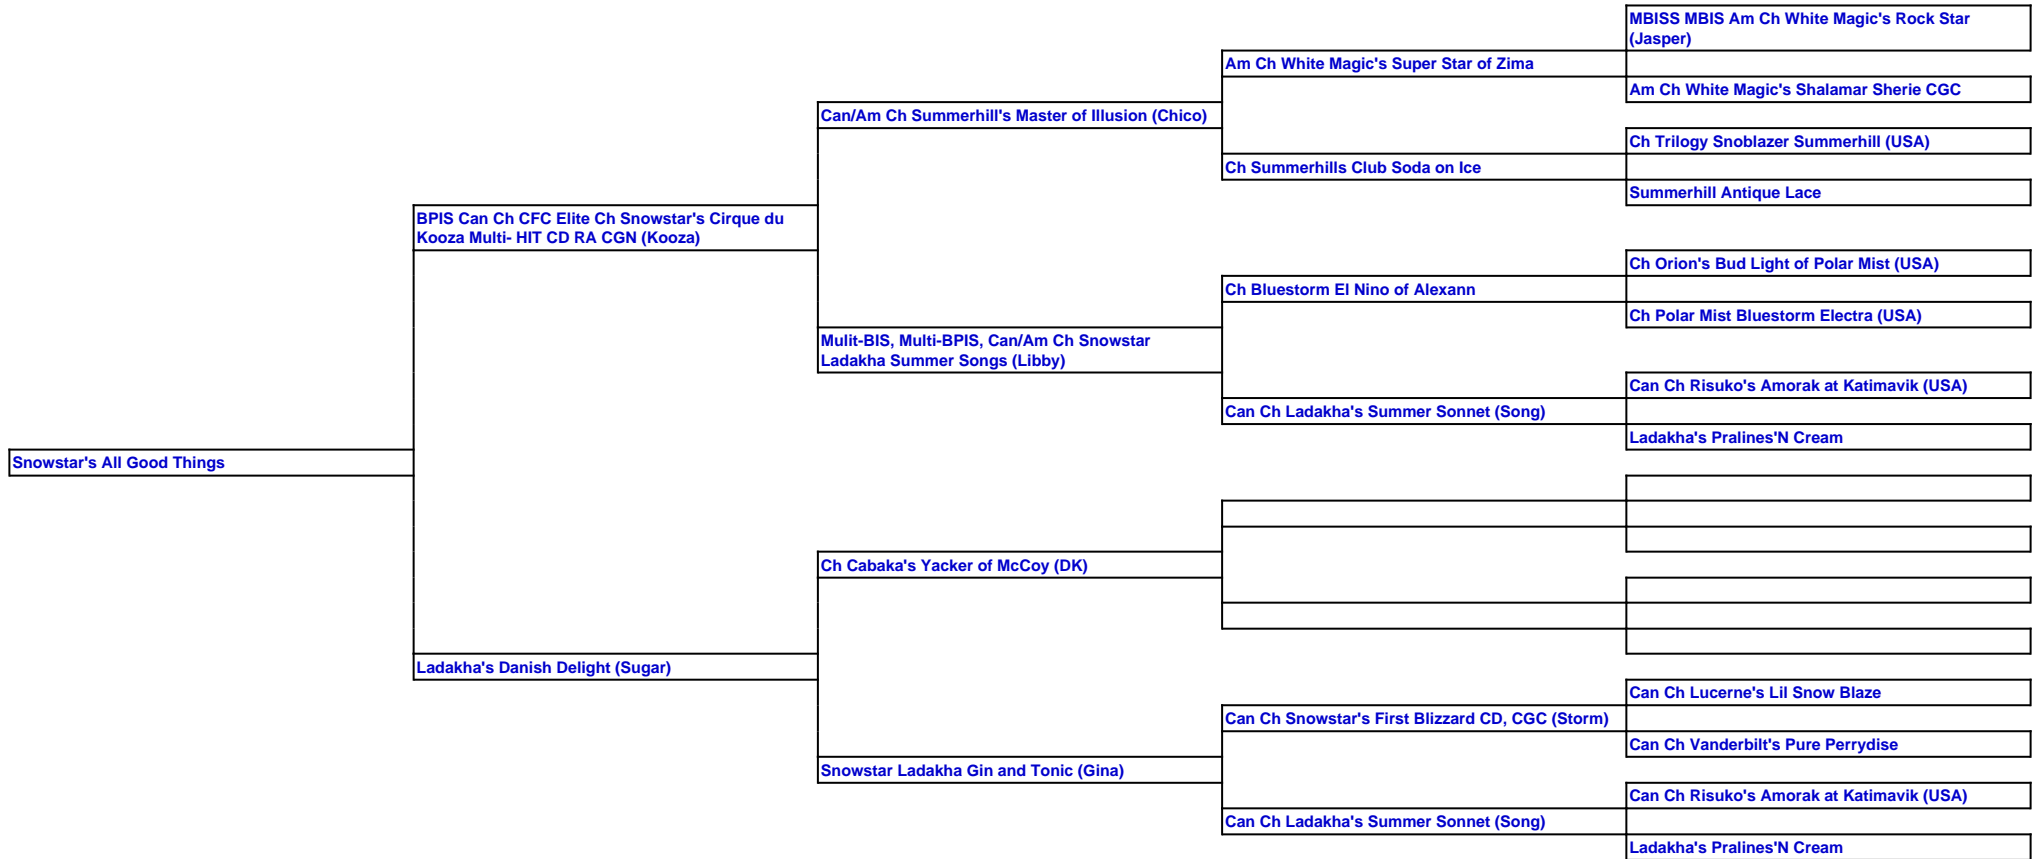 MBISS MBIS Am Ch White Magic's Rock Star
(Jasper)
Am Ch White Magic's Super Star of Zima
Am Ch White Magic's Shalamar Sherie CGC
Can/Am Ch Summerhill's Master of Illusion (Chico)
Ch Trilogy Snoblazer Summerhill (USA)
Ch Summerhills Club Soda on Ice
Summerhill Antique Lace
BPIS Can Ch CFC Elite Ch Snowstar's Cirque du
Kooza Multi- HIT CD RA CGN (Kooza)
Ch Orion's Bud Light of Polar Mist (USA)
Ch Bluestorm El Nino of Alexann
Ch Polar Mist Bluestorm Electra (USA)
Mulit-BIS, Multi-BPIS, Can/Am Ch Snowstar
Ladakha Summer Songs (Libby)
Can Ch Risuko's Amorak at Katimavik (USA)
Can Ch Ladakha's Summer Sonnet (Song)
Ladakha's Pralines'N Cream
Snowstar's All Good Things
Ch Cabaka's Yacker of McCoy (DK)
Ladakha's Danish Delight (Sugar)
Can Ch Lucerne's Lil Snow Blaze
Can Ch Snowstar's First Blizzard CD, CGC (Storm)
Can Ch Vanderbilt's Pure Perrydise
Snowstar Ladakha Gin and Tonic (Gina)
Can Ch Risuko's Amorak at Katimavik (USA)
Can Ch Ladakha's Summer Sonnet (Song)
Ladakha's Pralines'N Cream